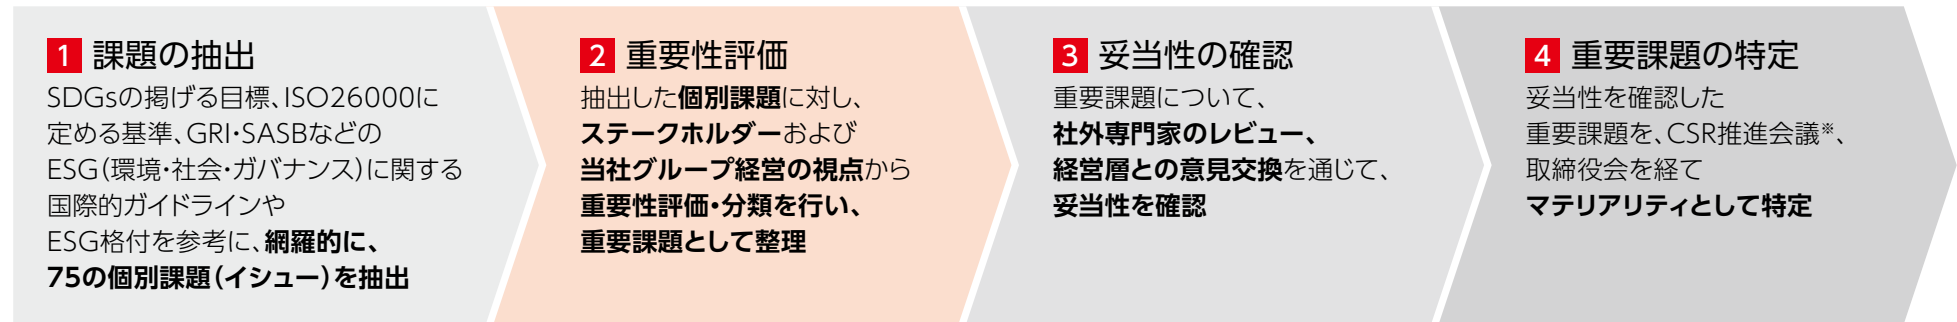 1 課題の抽出
SDGsの掲げる目標、ISO26000に
定める基準、GRI・SASBなどの
ESG（環境・社会・ガバナンス）に関する
国際的ガイドラインや
ESG格付を参考に、網羅的に、
75の個別課題（イシュー）を抽出
2 重要性評価
抽出した個別課題に対し、
ステークホルダーおよび
当社グループ経営の視点から
重要性評価・分類を行い、
重要課題として整理
3 妥当性の確認
重要課題について、
社外専門家のレビュー、
経営層との意見交換を通じて、
妥当性を確認
4 重要課題の特定
妥当性を確認した
重要課題を、CSR推進会議※、
取締役会を経て
マテリアリティとして特定